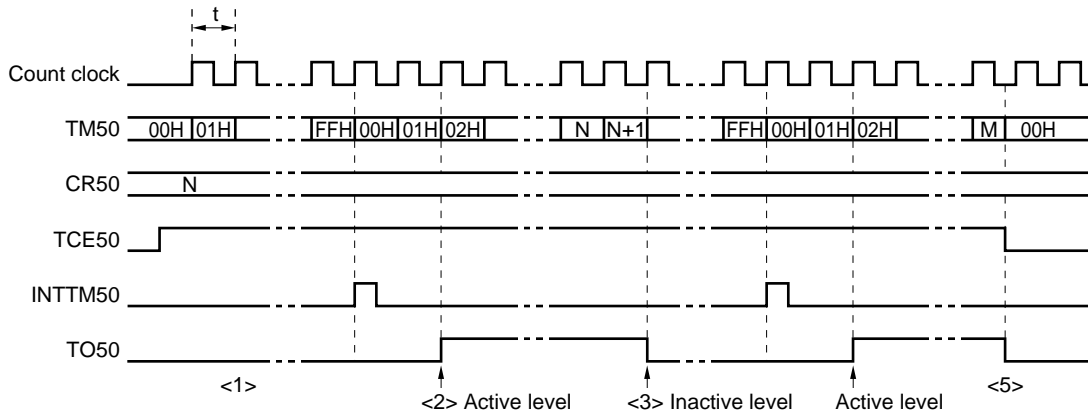 t
Count clock
TM50 00H 01H FFH 00H 01H 02H N N+1 FFH 00H 01H 02H M 00H
CR50 N
TCE50
INTTM50
TO50
<1> <2> Active level <3> Inactive level Active level <5>